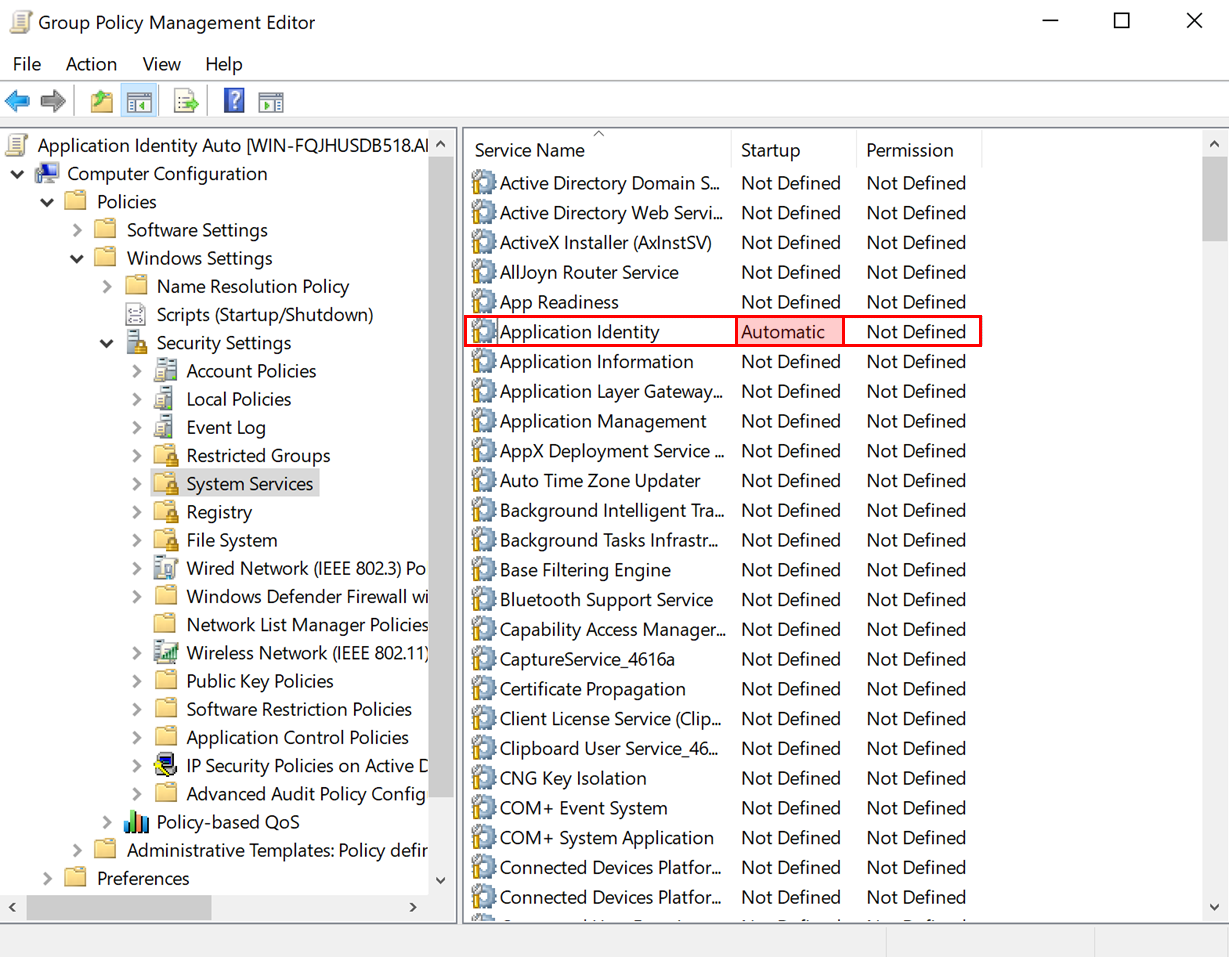 Group Policy Management Editor
File Action View Help
Application Identity Auto [WIN-FQJHUSDB518.AI
Computer Configuration
Policies
Software Settings
Windows Settings
Name Resolution Policy
Scripts (Startup/Shutdown)
Security Settings
Account Policies
Local Policies
Event Log
Restricted Groups
System Services
Registry
File System
Wired Network (IEEE 802.3) Po
Windows Defender Firewall wi
Network List Manager Policies
Wireless Network (IEEE 802.11)
Public Key Policies
Software Restriction Policies
Application Control Policies
IP Security Policies on Active D
Advanced Audit Policy Config
Policy-based QoS
Administrative Templates: Policy defin
Preferences
Service Name Startup Permission
Active Directory Domain S... Not Defined Not Defined
Active Directory Web Servi... Not Defined Not Defined
ActiveX Installer (AxInstSV) Not Defined Not Defined
AllJoyn Router Service Not Defined Not Defined
App Readiness Not Defined Not Defined
Application Identity Automatic Not Defined
Application Information Not Defined Not Defined
Application Layer Gateway... Not Defined Not Defined
Application Management Not Defined Not Defined
AppX Deployment Service ... Not Defined Not Defined
Auto Time Zone Updater Not Defined Not Defined
Background Intelligent Tra... Not Defined Not Defined
Background Tasks Infrastr... Not Defined Not Defined
Base Filtering Engine Not Defined Not Defined
Bluetooth Support Service Not Defined Not Defined
Capability Access Manager... Not Defined Not Defined
CaptureService_4616a Not Defined Not Defined
Certificate Propagation Not Defined Not Defined
Client License Service (Clip... Not Defined Not Defined
Clipboard User Service_46... Not Defined Not Defined
CNG Key Isolation Not Defined Not Defined
COM+ Event System Not Defined Not Defined
COM+ System Application Not Defined Not Defined
Connected Devices Platfor... Not Defined Not Defined
Connected Devices Platfor... Not Defined Not Defined